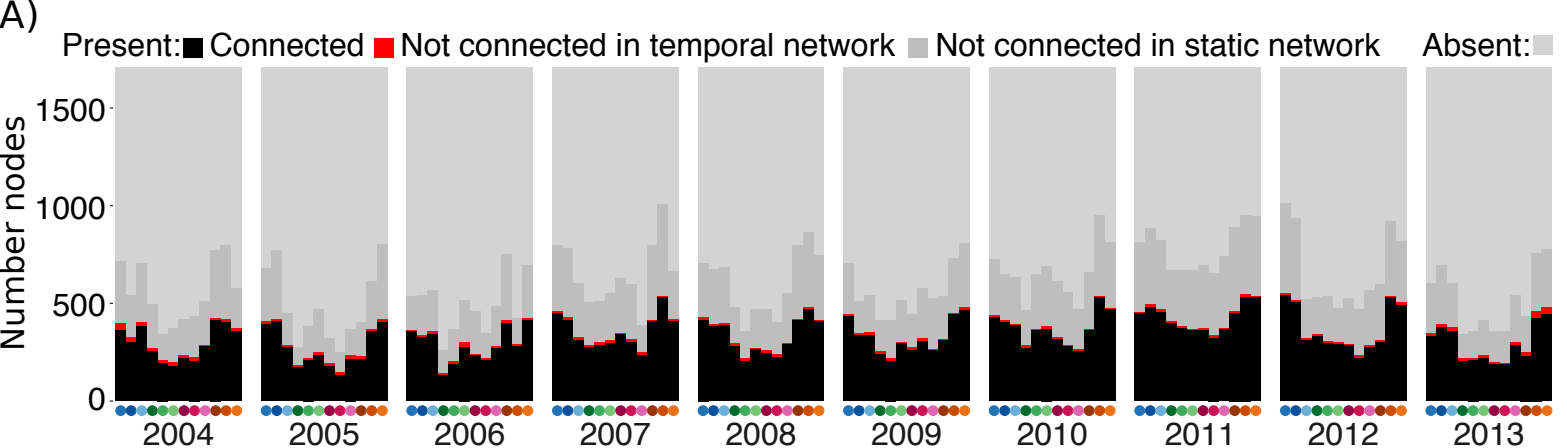 A)
Present: Connected Not connected in temporal network Not connected in static network Absent:
Number nodes
1500
1000
500
0
2004 2005 2006 2007 2008 2009 2010 2011 2012 2013